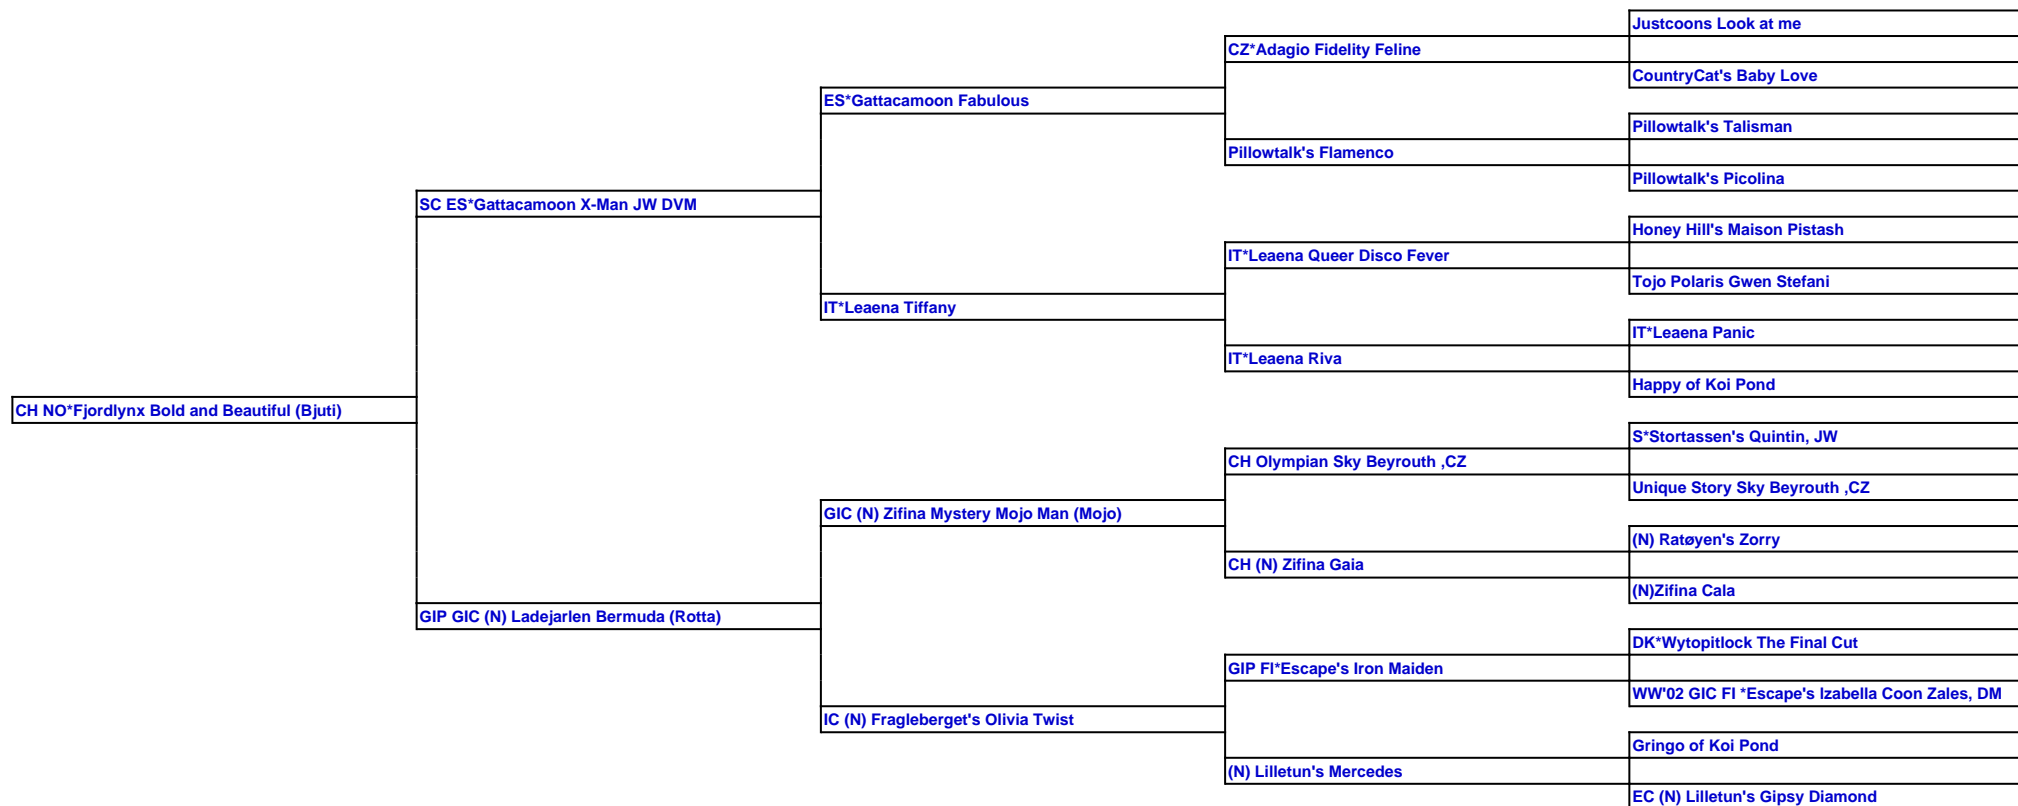 Justcoons Look at me
CZ*Adagio Fidelity Feline
CountryCat's Baby Love
ES*Gattacamoon Fabulous
Pillowtalk's Talisman
Pillowtalk's Flamenco
Pillowtalk's Picolina
SC ES*Gattacamoon X-Man JW DVM
Honey Hill's Maison Pistash
IT*Leaena Queer Disco Fever
Tojo Polaris Gwen Stefani
IT*Leaena Tiffany
IT*Leaena Panic
IT*Leaena Riva
Happy of Koi Pond
CH NO*Fjordlynx Bold and Beautiful (Bjuti)
S*Stortassen's Quintin, JW
CH Olympian Sky Beyrouth ,CZ
Unique Story Sky Beyrouth ,CZ
GIC (N) Zifina Mystery Mojo Man (Mojo)
(N) Ratøyen's Zorry
CH (N) Zifina Gaia
(N)Zifina Cala
GIP GIC (N) Ladejarlen Bermuda (Rotta)
DK*Wytopitlock The Final Cut
GIP FI*Escape's Iron Maiden
WW'02 GIC FI *Escape's Izabella Coon Zales, DM
IC (N) Fragleberget's Olivia Twist
Gringo of Koi Pond
(N) Lilletun's Mercedes
EC (N) Lilletun's Gipsy Diamond